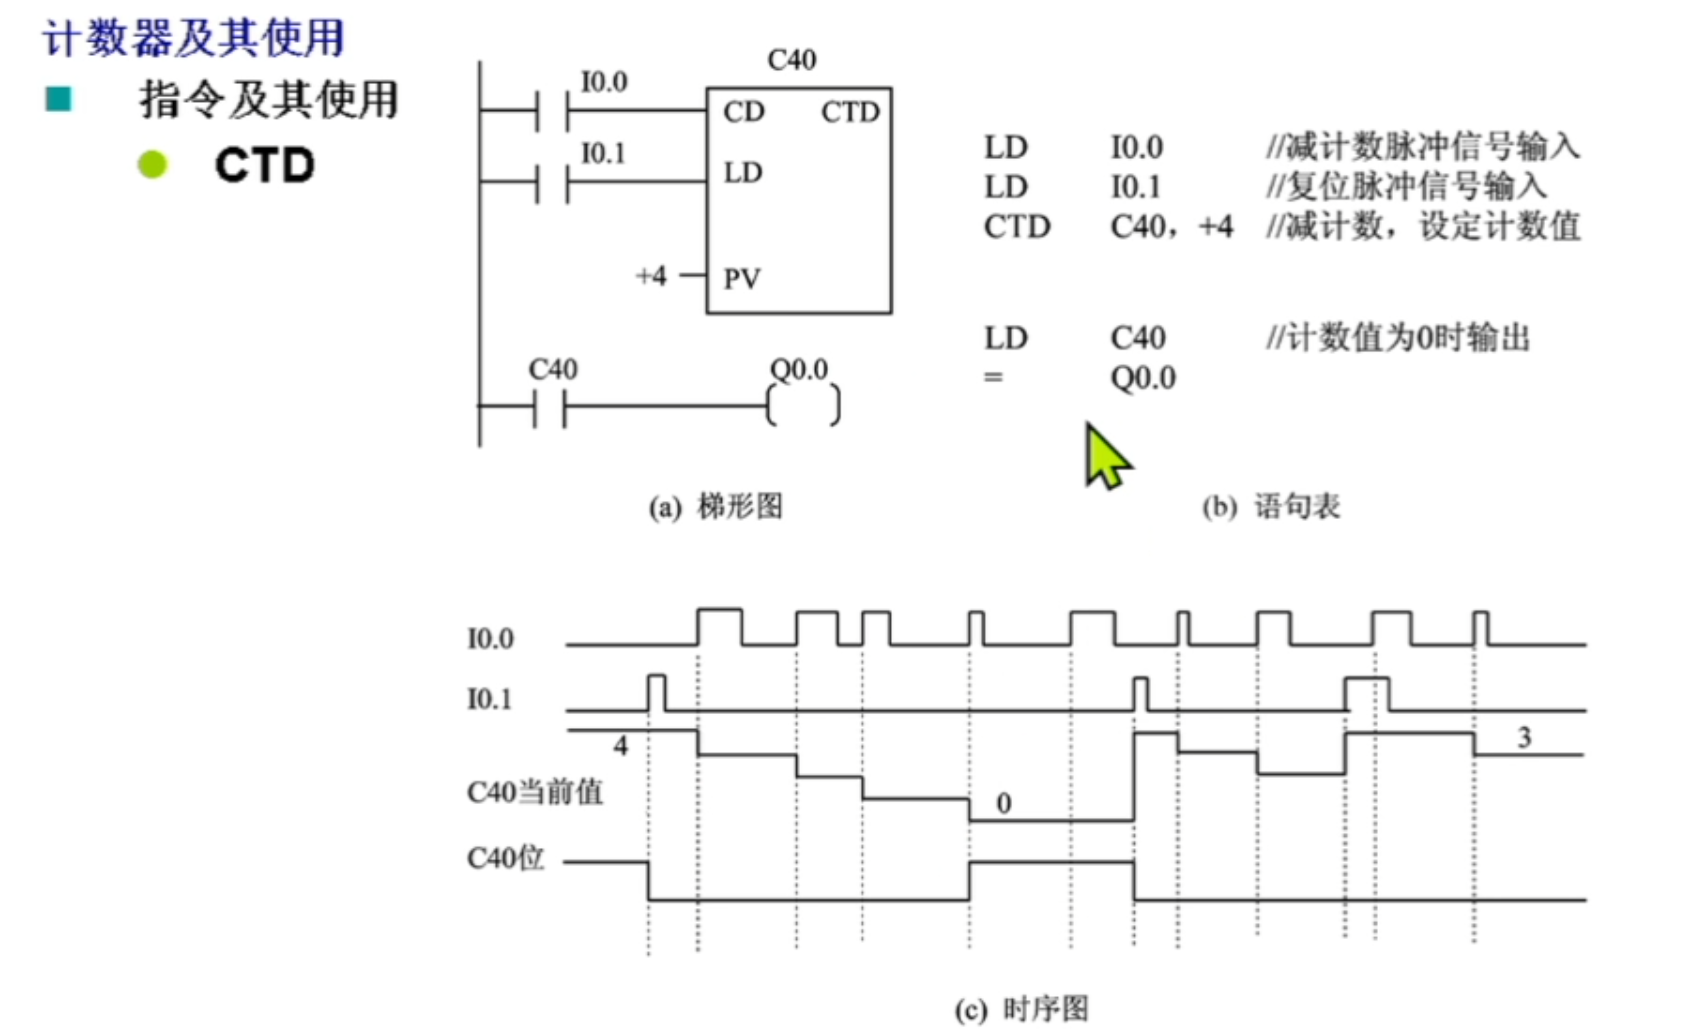 计数器及其使用
指令及其使用
CTD
C40
I0.0
CD CTD
I0.1
LD
+4 PV
C40 Q0.0
(a) 梯形图
LD I0.0 //减计数脉冲信号输入
LD I0.1 //复位脉冲信号输入
CTD C40，+4 //减计数，设定计数值
LD C40 //计数值为0时输出
= Q0.0
(b) 语句表
I0.0
I0.1
4 3
C40当前值 0
C40位
(c) 时序图